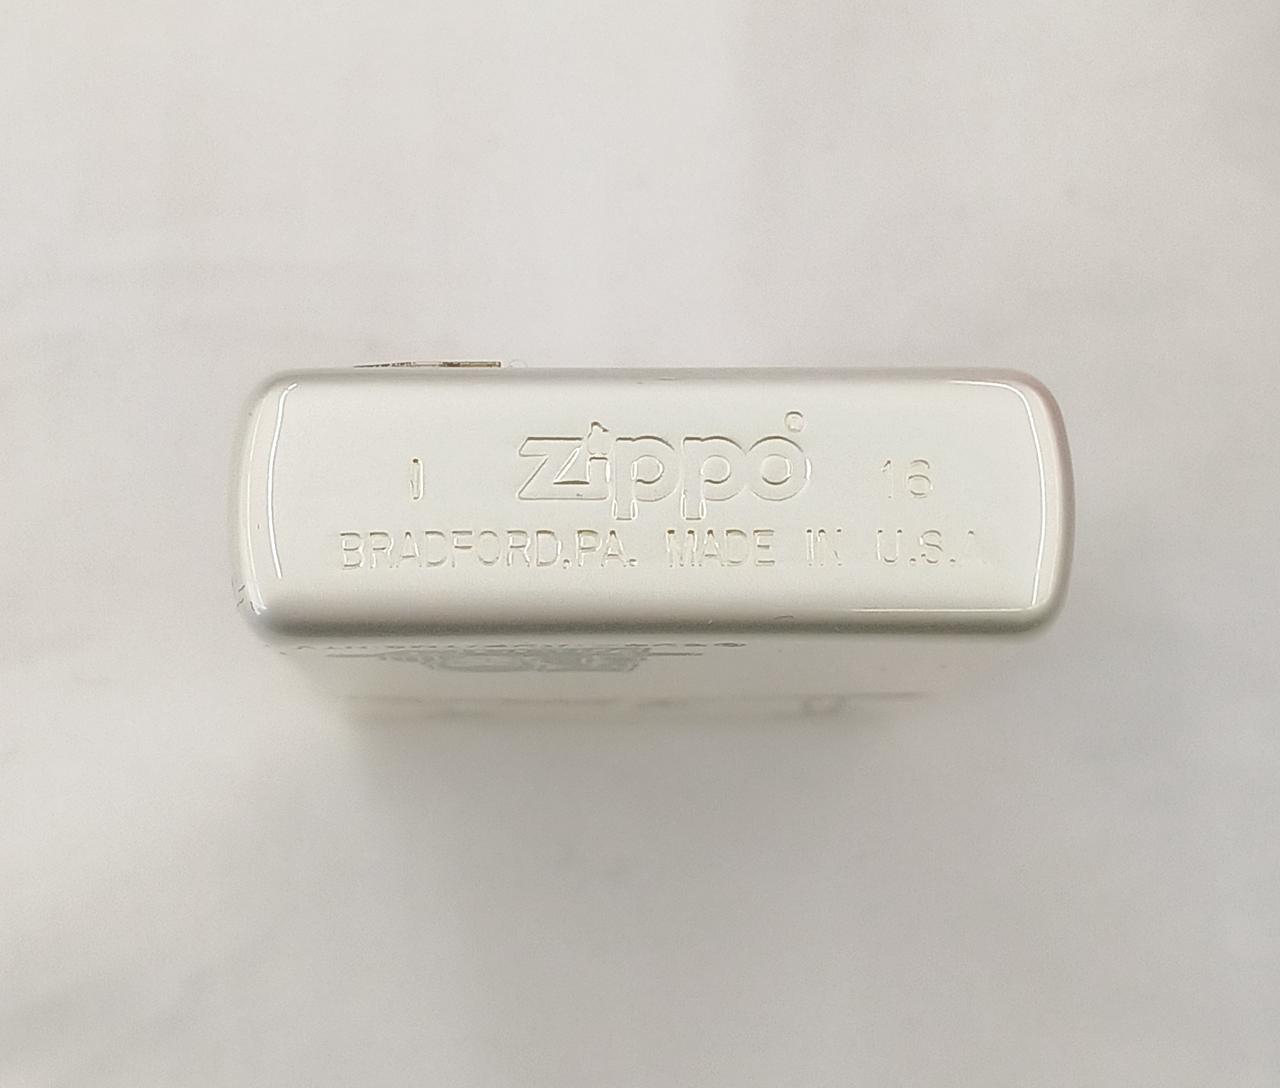 J zippo® 16
BRADFORD,PA. MADE IN U.S.A